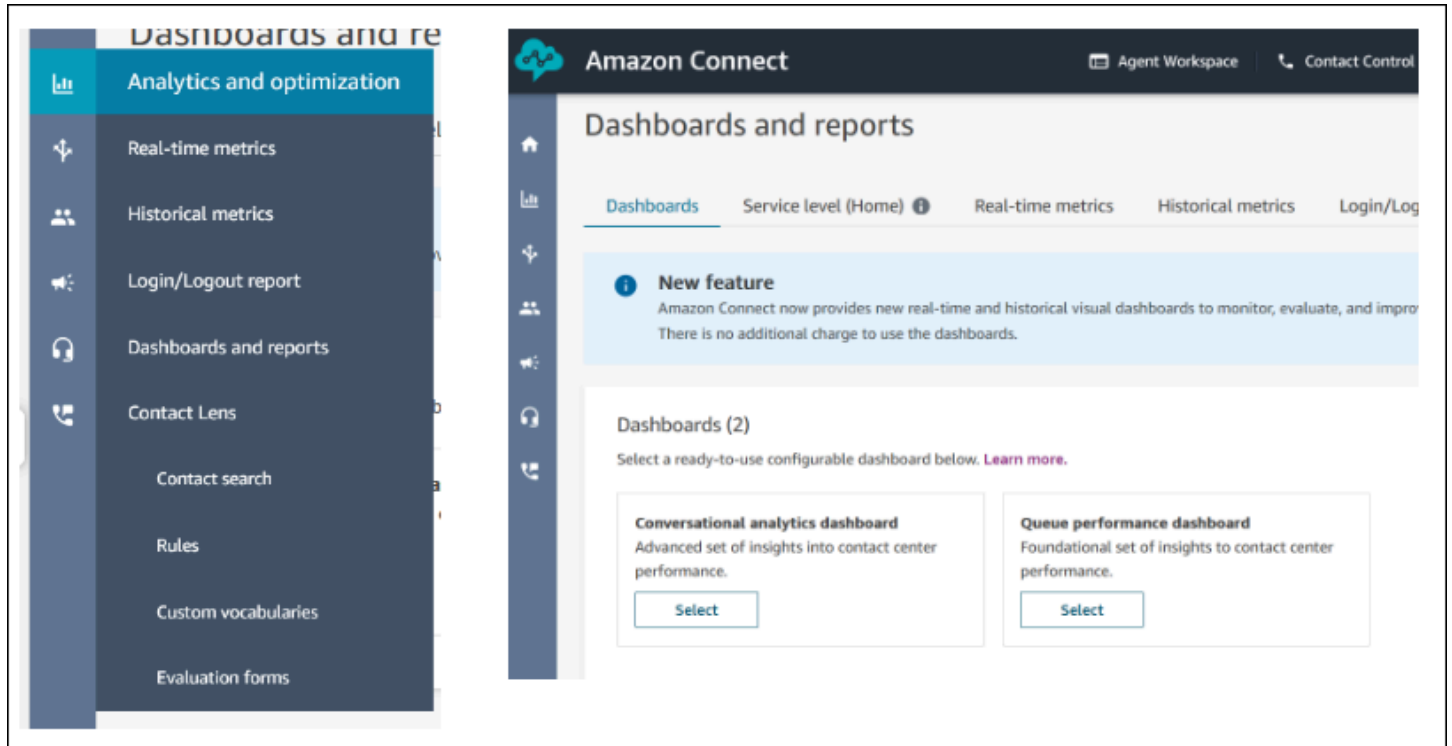 Dashboards and re
Analytics and optimization
Real-time metrics
Historical metrics
Login/Logout report
Dashboards and reports
Contact Lens
Contact search
Rules
Custom vocabularies
Evaluation forms
Amazon Connect
Agent Workspace
Contact Control
Dashboards and reports
Dashboards
Service level (Home)
Real-time metrics
Historical metrics
Login/Log
New feature
Amazon Connect now provides new real-time and historical visual dashboards to monitor, evaluate, and impro
There is no additional charge to use the dashboards.
Dashboards (2)
Select a ready-to-use configurable dashboard below. Learn more.
Conversational analytics dashboard
Advanced set of insights into contact center
performance.
Select
Queue performance dashboard
Foundational set of insights to contact center
performance.
Select